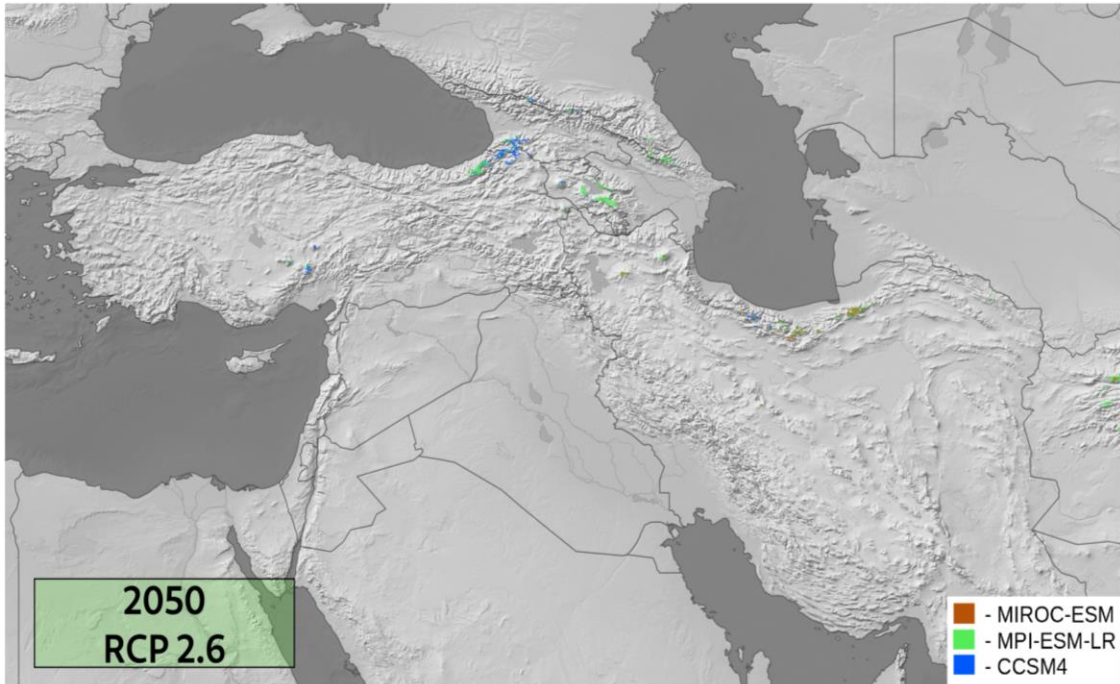 2050
RCP 2.6
- MIROC-ESM
- MPI-ESM-LR
- CCSM4